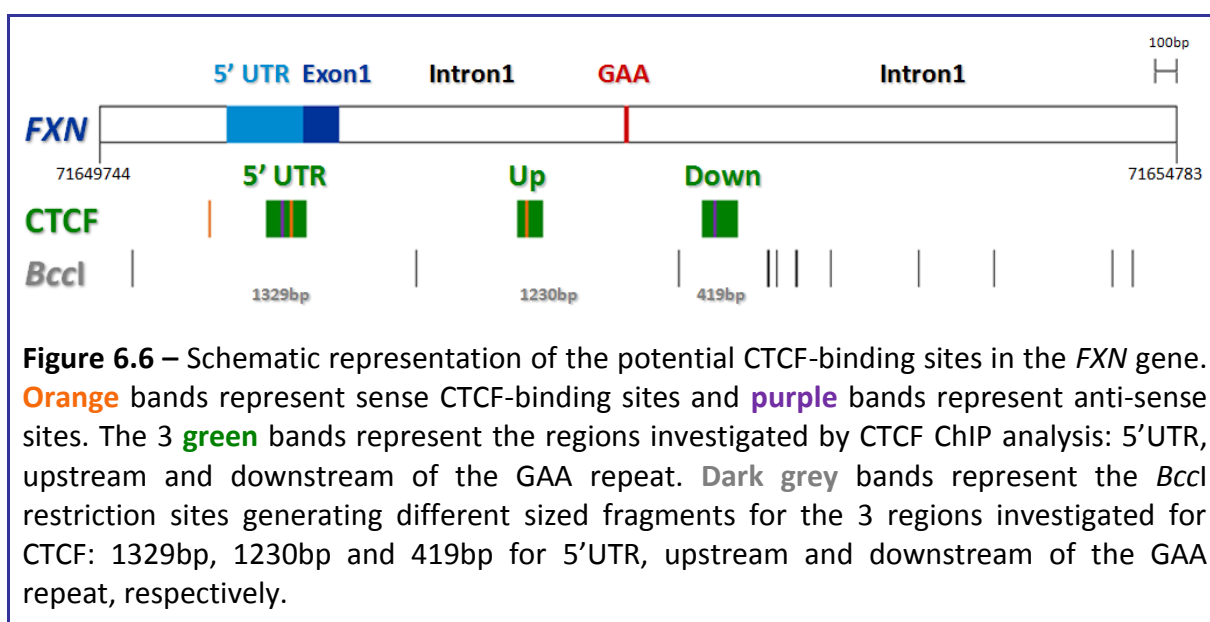 100bp
5’ UTR Exon1 Intron1 GAA Intron1
FXN
71649744 71654783
5’ UTR Up Down
CTCF
BccI
1329bp 1230bp 419bp
Figure 6.6 – Schematic representation of the potential CTCF-binding sites in the FXN gene.
Orange bands represent sense CTCF-binding sites and purple bands represent anti-sense
sites. The 3 green bands represent the regions investigated by CTCF ChIP analysis: 5’UTR,
upstream and downstream of the GAA repeat. Dark grey bands represent the BccI
restriction sites generating different sized fragments for the 3 regions investigated for
CTCF: 1329bp, 1230bp and 419bp for 5’UTR, upstream and downstream of the GAA
repeat, respectively.